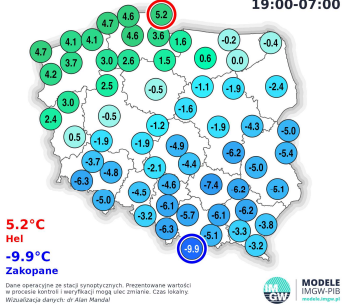 19:00-07:00
4.6 5.2
4.7
4.1 4.1 4.6 3.6 1.6 -0.2 -0.4
4.7
3.7 3.0 2.6 1.5 0.6 0.0
4.2
2.5 -0.5 -1.1 -1.9 -2.4
3.0
-1.6
2.4 -0.5
-1.2 -1.9 -4.3 -5.0
0.5 -1.9
-1.9 -4.9 -6.2 -5.4
-3.7 -4.4
-4.8 -2.1 -5.0
-6.3
-4.5 -4.6 -7.4 -6.2 -5.1
-5.0
-6.1 -6.2
-3.2 -5.7 -6.1
-6.3 -3.3 -3.8
-5.1
-9.9 -3.2
5.2°C
Hel
-9.9°C
Zakopane
Dane operacyjne ze stacji synoptycznych. Prezentowane wartości
w procesie kontroli i weryfikacji mogą ulec zmianie. Czas lokalny.
Wizualizacja danych: dr Alan Mandal
IM
GW
MODELE
IMGW-PIB